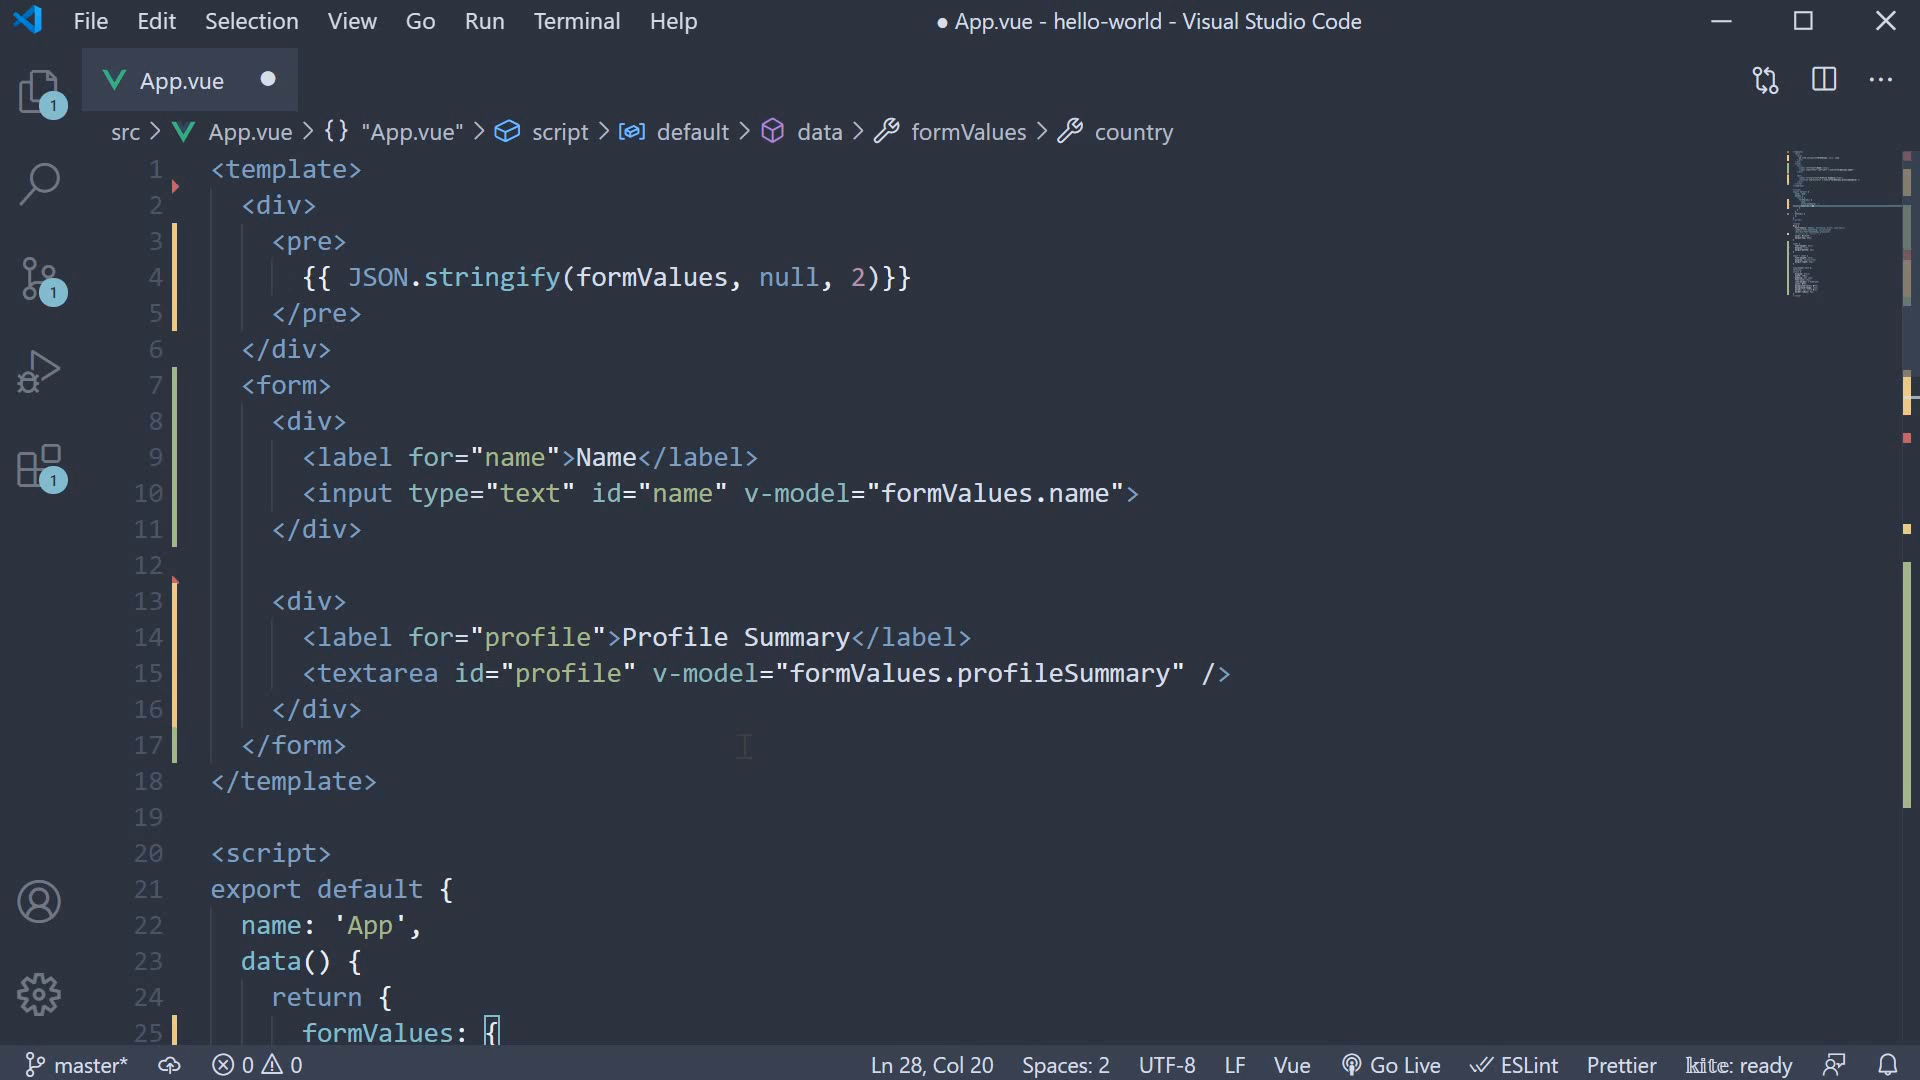 File Edit Selection View Go Run Terminal Help ● App.vue - hello-world - Visual Studio Code
App.vue ●
1
src > App.vue > {} "App.vue" > script > default > data > formValues > country
1 <template>
2 <div>
3 <pre>
4 {{ JSON.stringify(formValues, null, 2)}}
5 </pre>
6 </div>
7 <form>
8 <div>
9 <label for="name">Name</label>
10 <input type="text" id="name" v-model="formValues.name">
11 </div>
12
13 <div>
14 <label for="profile">Profile Summary</label>
15 <textarea id="profile" v-model="formValues.profileSummary" />
16 </div>
17 </form>
18 </template>
19
20 <script>
21 export default {
22 name: 'App',
23 data() {
24 return {
25 formValues: {
1
1
master* 0 0 Ln 28, Col 20 Spaces: 2 UTF-8 LF Vue Go Live ESLint Prettier kite: ready